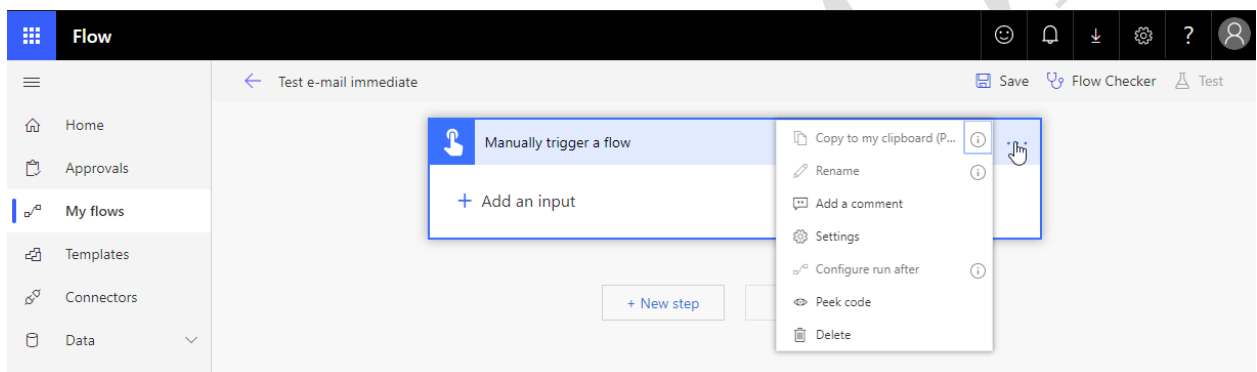 Flow
?
Test e-mail immediate
Save
Flow Checker
Test
Home
Approvals
My flows
Templates
Connectors
Data
Manually trigger a flow
+ Add an input
+ New step
Copy to my clipboard (P...
Rename
Add a comment
Settings
Configure run after
Peek code
Delete